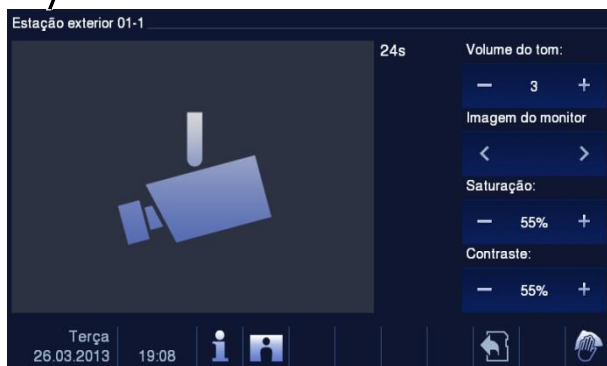 Estação exterior 01-1
24s
Volume do tom:
− 3 +
Imagem do monitor
< >
Saturação:
− 55% +
Contraste:
− 55% +
Terça
26.03.2013 19:08